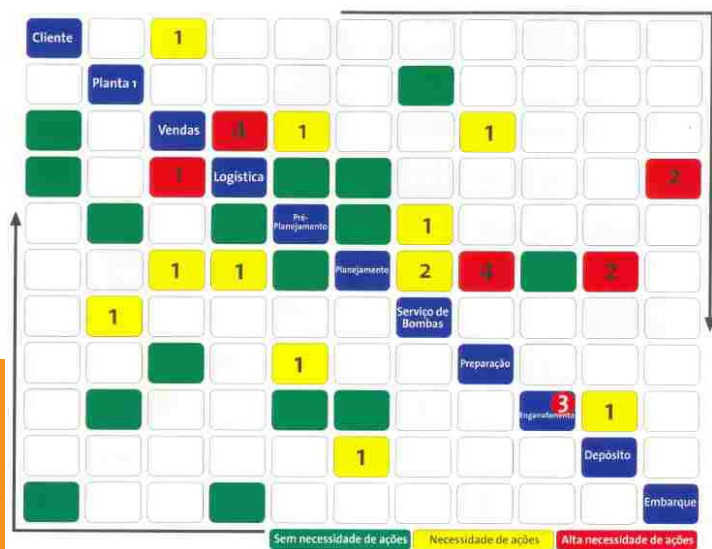 Cliente 1
Planta 1
Vendas 4 1 1
1 Logística 2
Pré-
Planejamento 1
1 1 Planejamento 2 4 2
1 Serviço de
Bombas
1 Preparação
Engarrafamento 3 1
1 Depósito
Embarque
Sem necessidade de ações Necessidade de ações Alta necessidade de ações